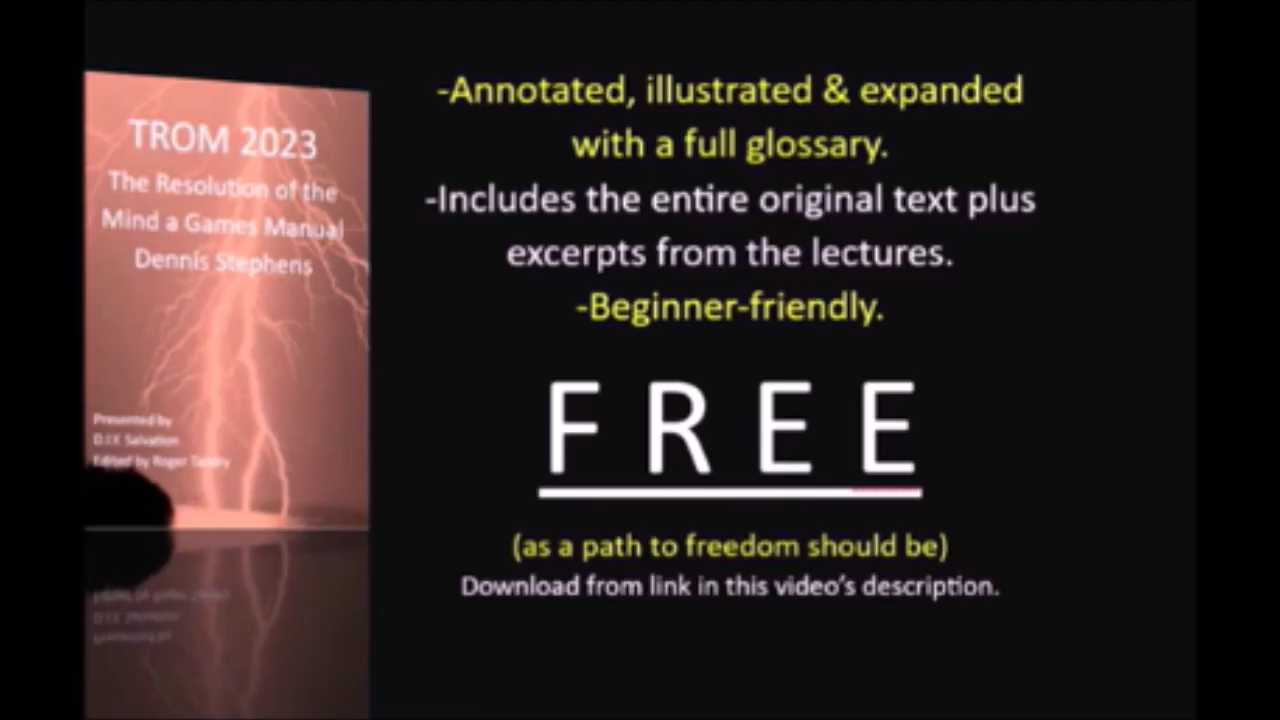 TROM 2023
The Resolution of the
Mind a Games Manual
Dennis Stephens
Presented by
D.I.Y. Salvation
Edited by Roger
-Annotated, illustrated & expanded
with a full glossary.
-Includes the entire original text plus
excerpts from the lectures.
-Beginner-friendly.
F R E E
(as a path to freedom should be)
Download from link in this video's description.